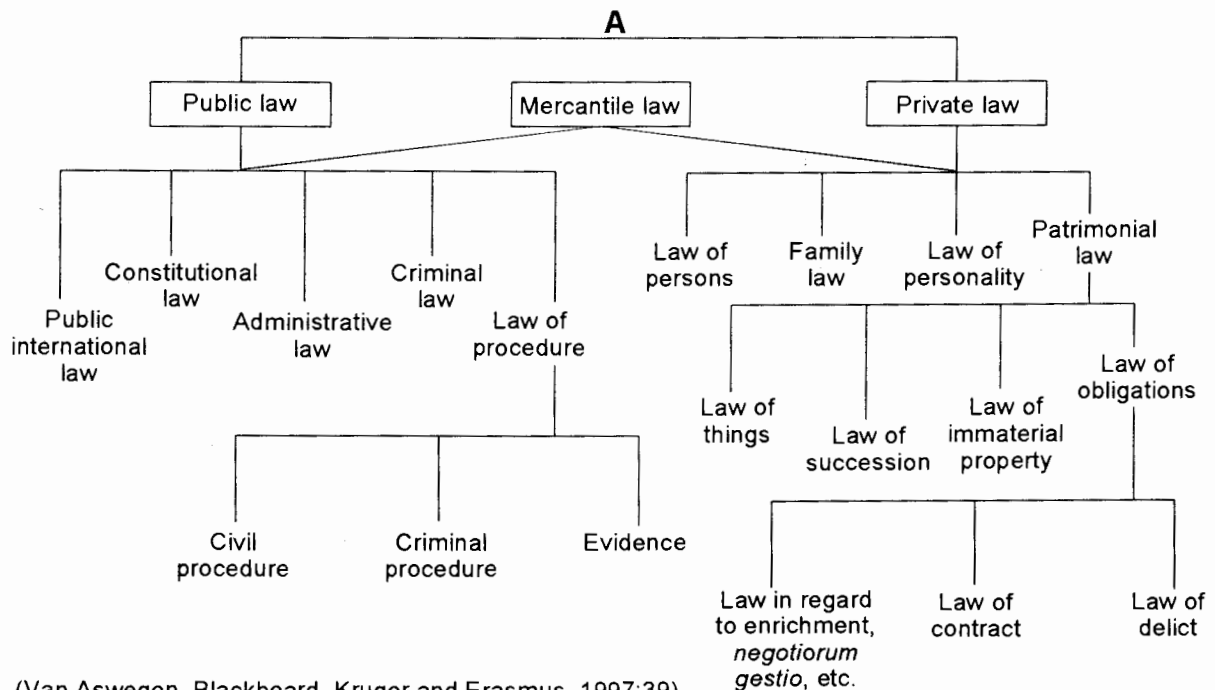 A
Public law
Mercantile law
Private law
Public
international
law
Constitutional
law
Administrative
law
Criminal
law
Law of
procedure
Law of
persons
Family
law
Law of
personality
Patrimonial
law
Civil
procedure
Criminal
procedure
Evidence
Law of
things
Law of
succession
Law of
immaterial
property
Law of
obligations
Law in regard
to enrichment,
negotiorum
gestio, etc.
Law of
contract
Law of
delict
(Van Aswegen, Blackbeard, Kruger and Erasmus, 1997:39)